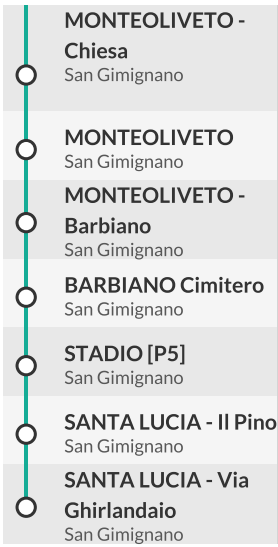 MONTEOLIVETO -
Chiesa
San Gimignano
MONTEOLIVETO
San Gimignano
MONTEOLIVETO -
Barbiano
San Gimignano
BARBIANO Cimitero
San Gimignano
STADIO [P5]
San Gimignano
SANTA LUCIA - Il Pino
San Gimignano
SANTA LUCIA - Via
Ghirlandaio
San Gimignano